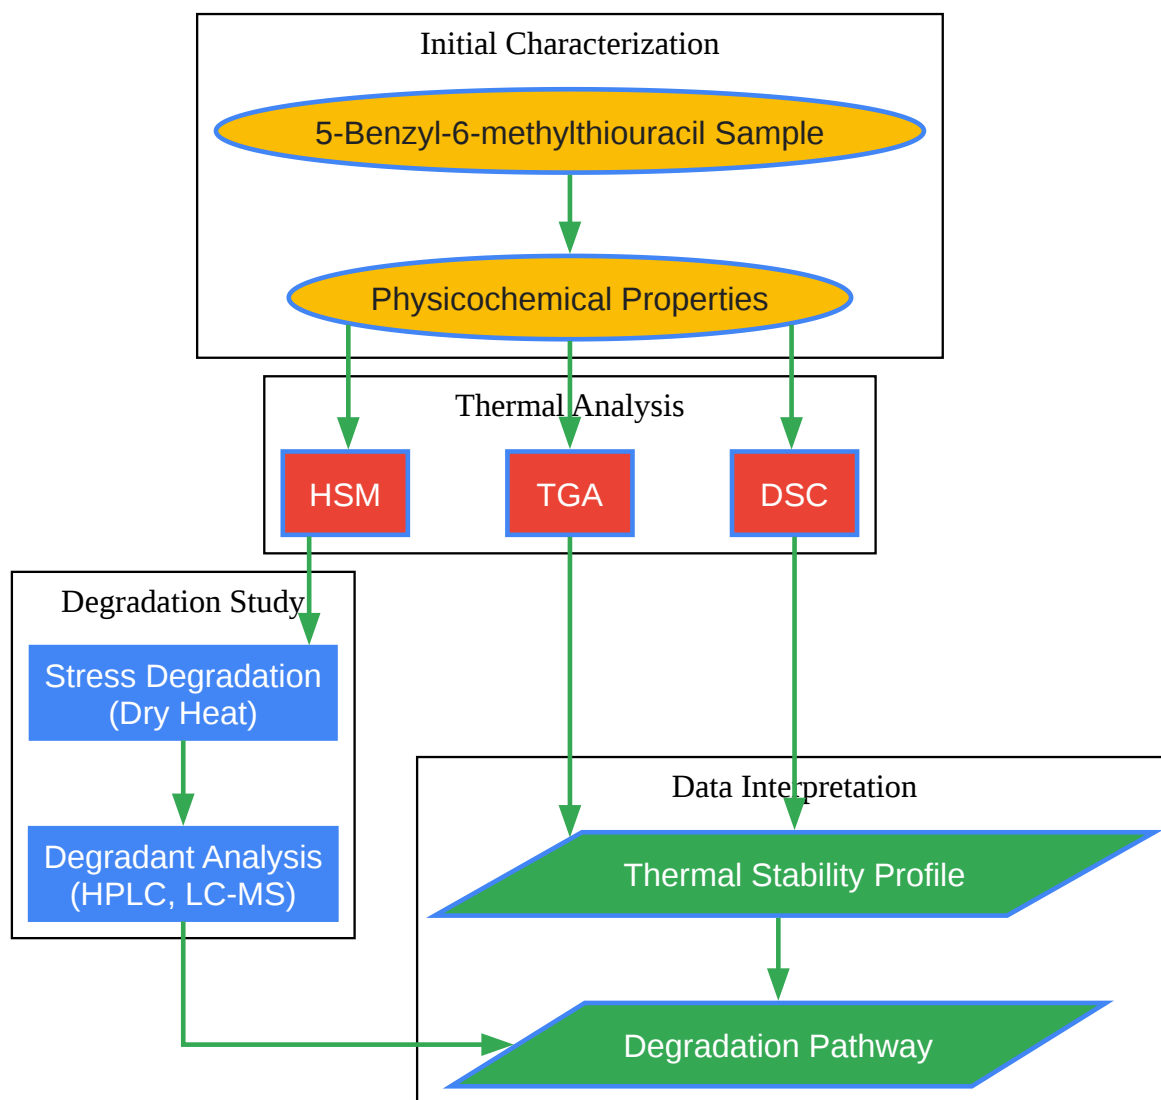 Initial Characterization
5-Benzyl-6-methylthiouracil Sample
Physicochemical Properties
Thermal Analysis
HSM
TGA
DSC
Degradation Study
Stress Degradation
(Dry Heat)
Degradant Analysis
(HPLC, LC-MS)
Data Interpretation
Thermal Stability Profile
Degradation Pathway